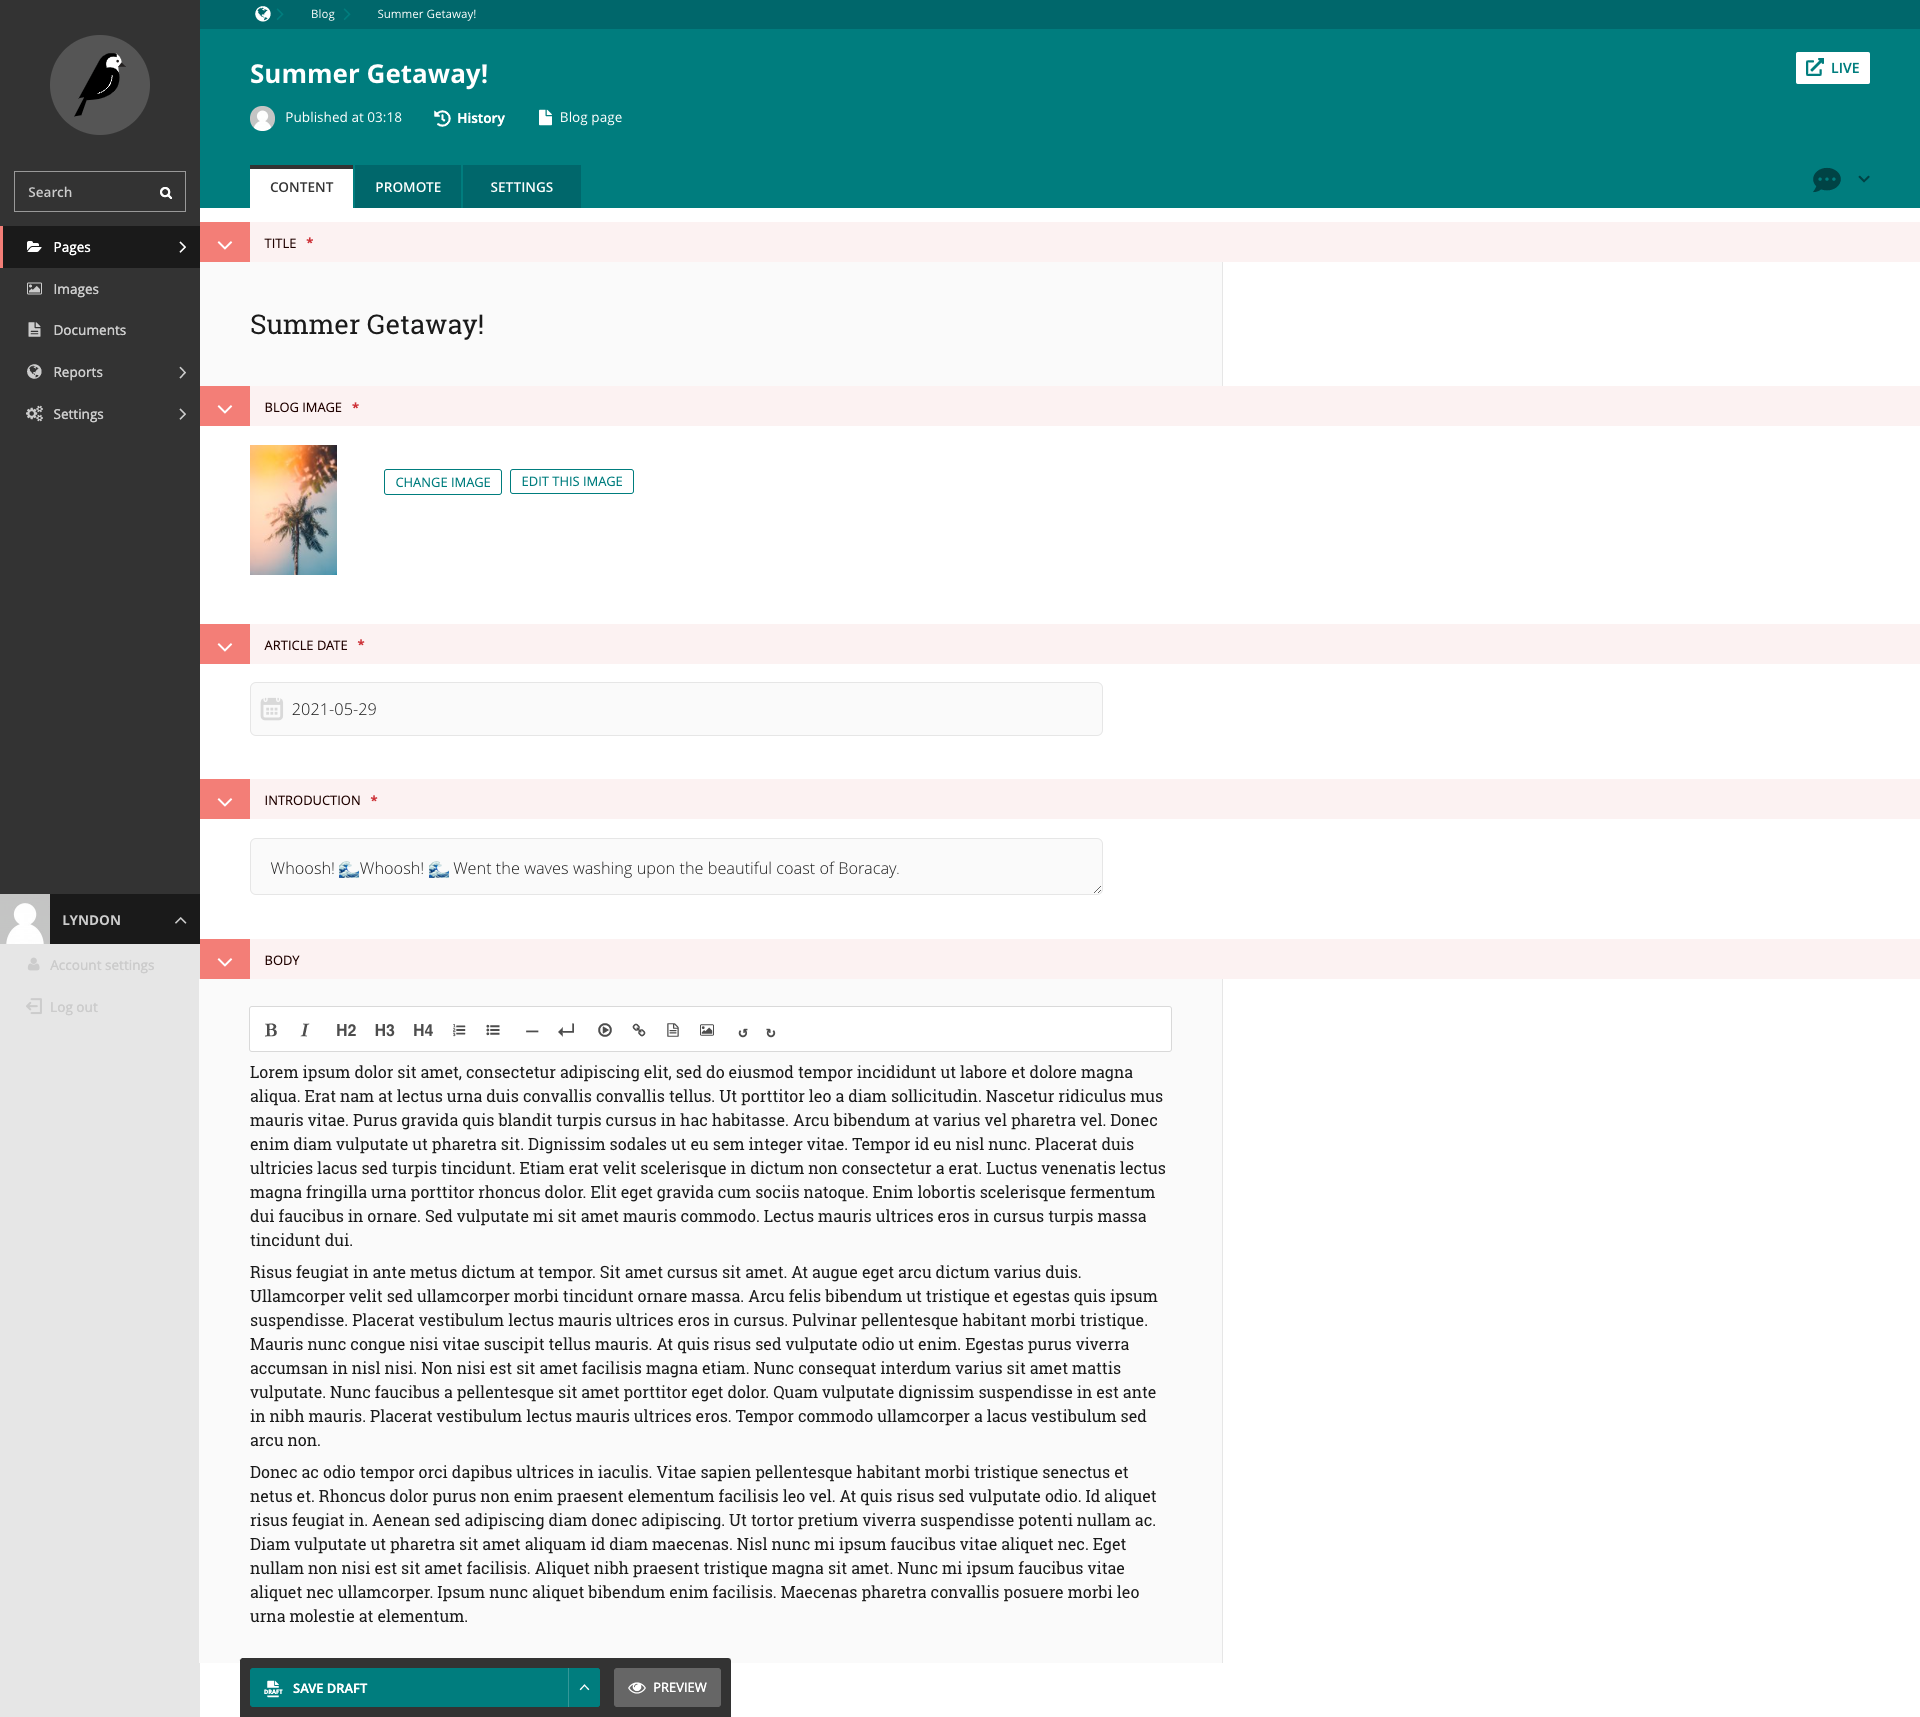 Blog
Summer Getaway!
Summer Getaway!
LIVE
Published at 03:18
History
Blog page
CONTENT
PROMOTE
SETTINGS
Search
Pages
Images
Documents
Reports
Settings
LYNDON
Account settings
Log out
TITLE *
Summer Getaway!
BLOG IMAGE *
CHANGE IMAGE
EDIT THIS IMAGE
ARTICLE DATE *
2021-05-29
INTRODUCTION *
Whoosh! 🌊Whoosh! 🌊 Went the waves washing upon the beautiful coast of Boracay.
BODY
B I H2 H3 H4
Lorem ipsum dolor sit amet, consectetur adipiscing elit, sed do eiusmod tempor incididunt ut labore et dolore magna
aliqua. Erat nam at lectus urna duis convallis convallis tellus. Ut porttitor leo a diam sollicitudin. Nascetur ridiculus mus
mauris vitae. Purus gravida quis blandit turpis cursus in hac habitasse. Arcu bibendum at varius vel pharetra vel. Donec
enim diam vulputate ut pharetra sit. Dignissim sodales ut eu sem integer vitae. Tempor id eu nisl nunc. Placerat duis
ultricies lacus sed turpis tincidunt. Etiam erat velit scelerisque in dictum non consectetur a erat. Luctus venenatis lectus
magna fringilla urna porttitor rhoncus dolor. Elit eget gravida cum sociis natoque. Enim lobortis scelerisque fermentum
dui faucibus in ornare. Sed vulputate mi sit amet mauris commodo. Lectus mauris ultrices eros in cursus turpis massa
tincidunt dui.
Risus feugiat in ante metus dictum at tempor. Sit amet cursus sit amet. At augue eget arcu dictum varius duis.
Ullamcorper velit sed ullamcorper morbi tincidunt ornare massa. Arcu felis bibendum ut tristique et egestas quis ipsum
suspendisse. Placerat vestibulum lectus mauris ultrices eros in cursus. Pulvinar pellentesque habitant morbi tristique.
Mauris nunc congue nisi vitae suscipit tellus mauris. At quis risus sed vulputate odio ut enim. Egestas purus viverra
accumsan in nisl nisi. Non nisi est sit amet facilisis magna etiam. Nunc consequat interdum varius sit amet mattis
vulputate. Nunc faucibus a pellentesque sit amet porttitor eget dolor. Quam vulputate dignissim suspendisse in est ante
in nibh mauris. Placerat vestibulum lectus mauris ultrices eros. Tempor commodo ullamcorper a lacus vestibulum sed
arcu non.
Donec ac odio tempor orci dapibus ultrices in iaculis. Vitae sapien pellentesque habitant morbi tristique senectus et
netus et. Rhoncus dolor purus non enim praesent elementum facilisis leo vel. At quis risus sed vulputate odio. Id aliquet
risus feugiat in. Aenean sed adipiscing diam donec adipiscing. Ut tortor pretium viverra suspendisse potenti nullam ac.
Diam vulputate ut pharetra sit amet aliquam id diam maecenas. Nisl nunc mi ipsum faucibus vitae aliquet nec. Eget
nullam non nisi est sit amet facilisis. Aliquet nibh praesent tristique magna sit amet. Nunc mi ipsum faucibus vitae
aliquet nec ullamcorper. Ipsum nunc aliquet bibendum enim facilisis. Maecenas pharetra convallis posuere morbi leo
urna molestie at elementum.
DRAFT
SAVE DRAFT
PREVIEW